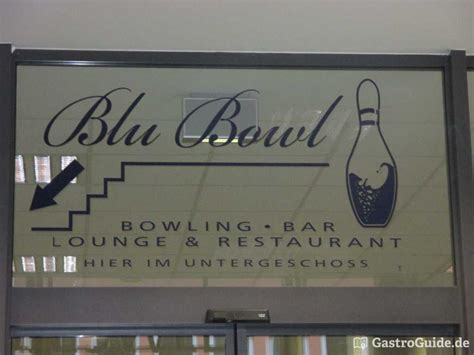 Blu Bowl
BOWLING • BAR
LOUNGE & RESTAURANT
HIER IM UNTERGESCHOSS
GastroGuide.de